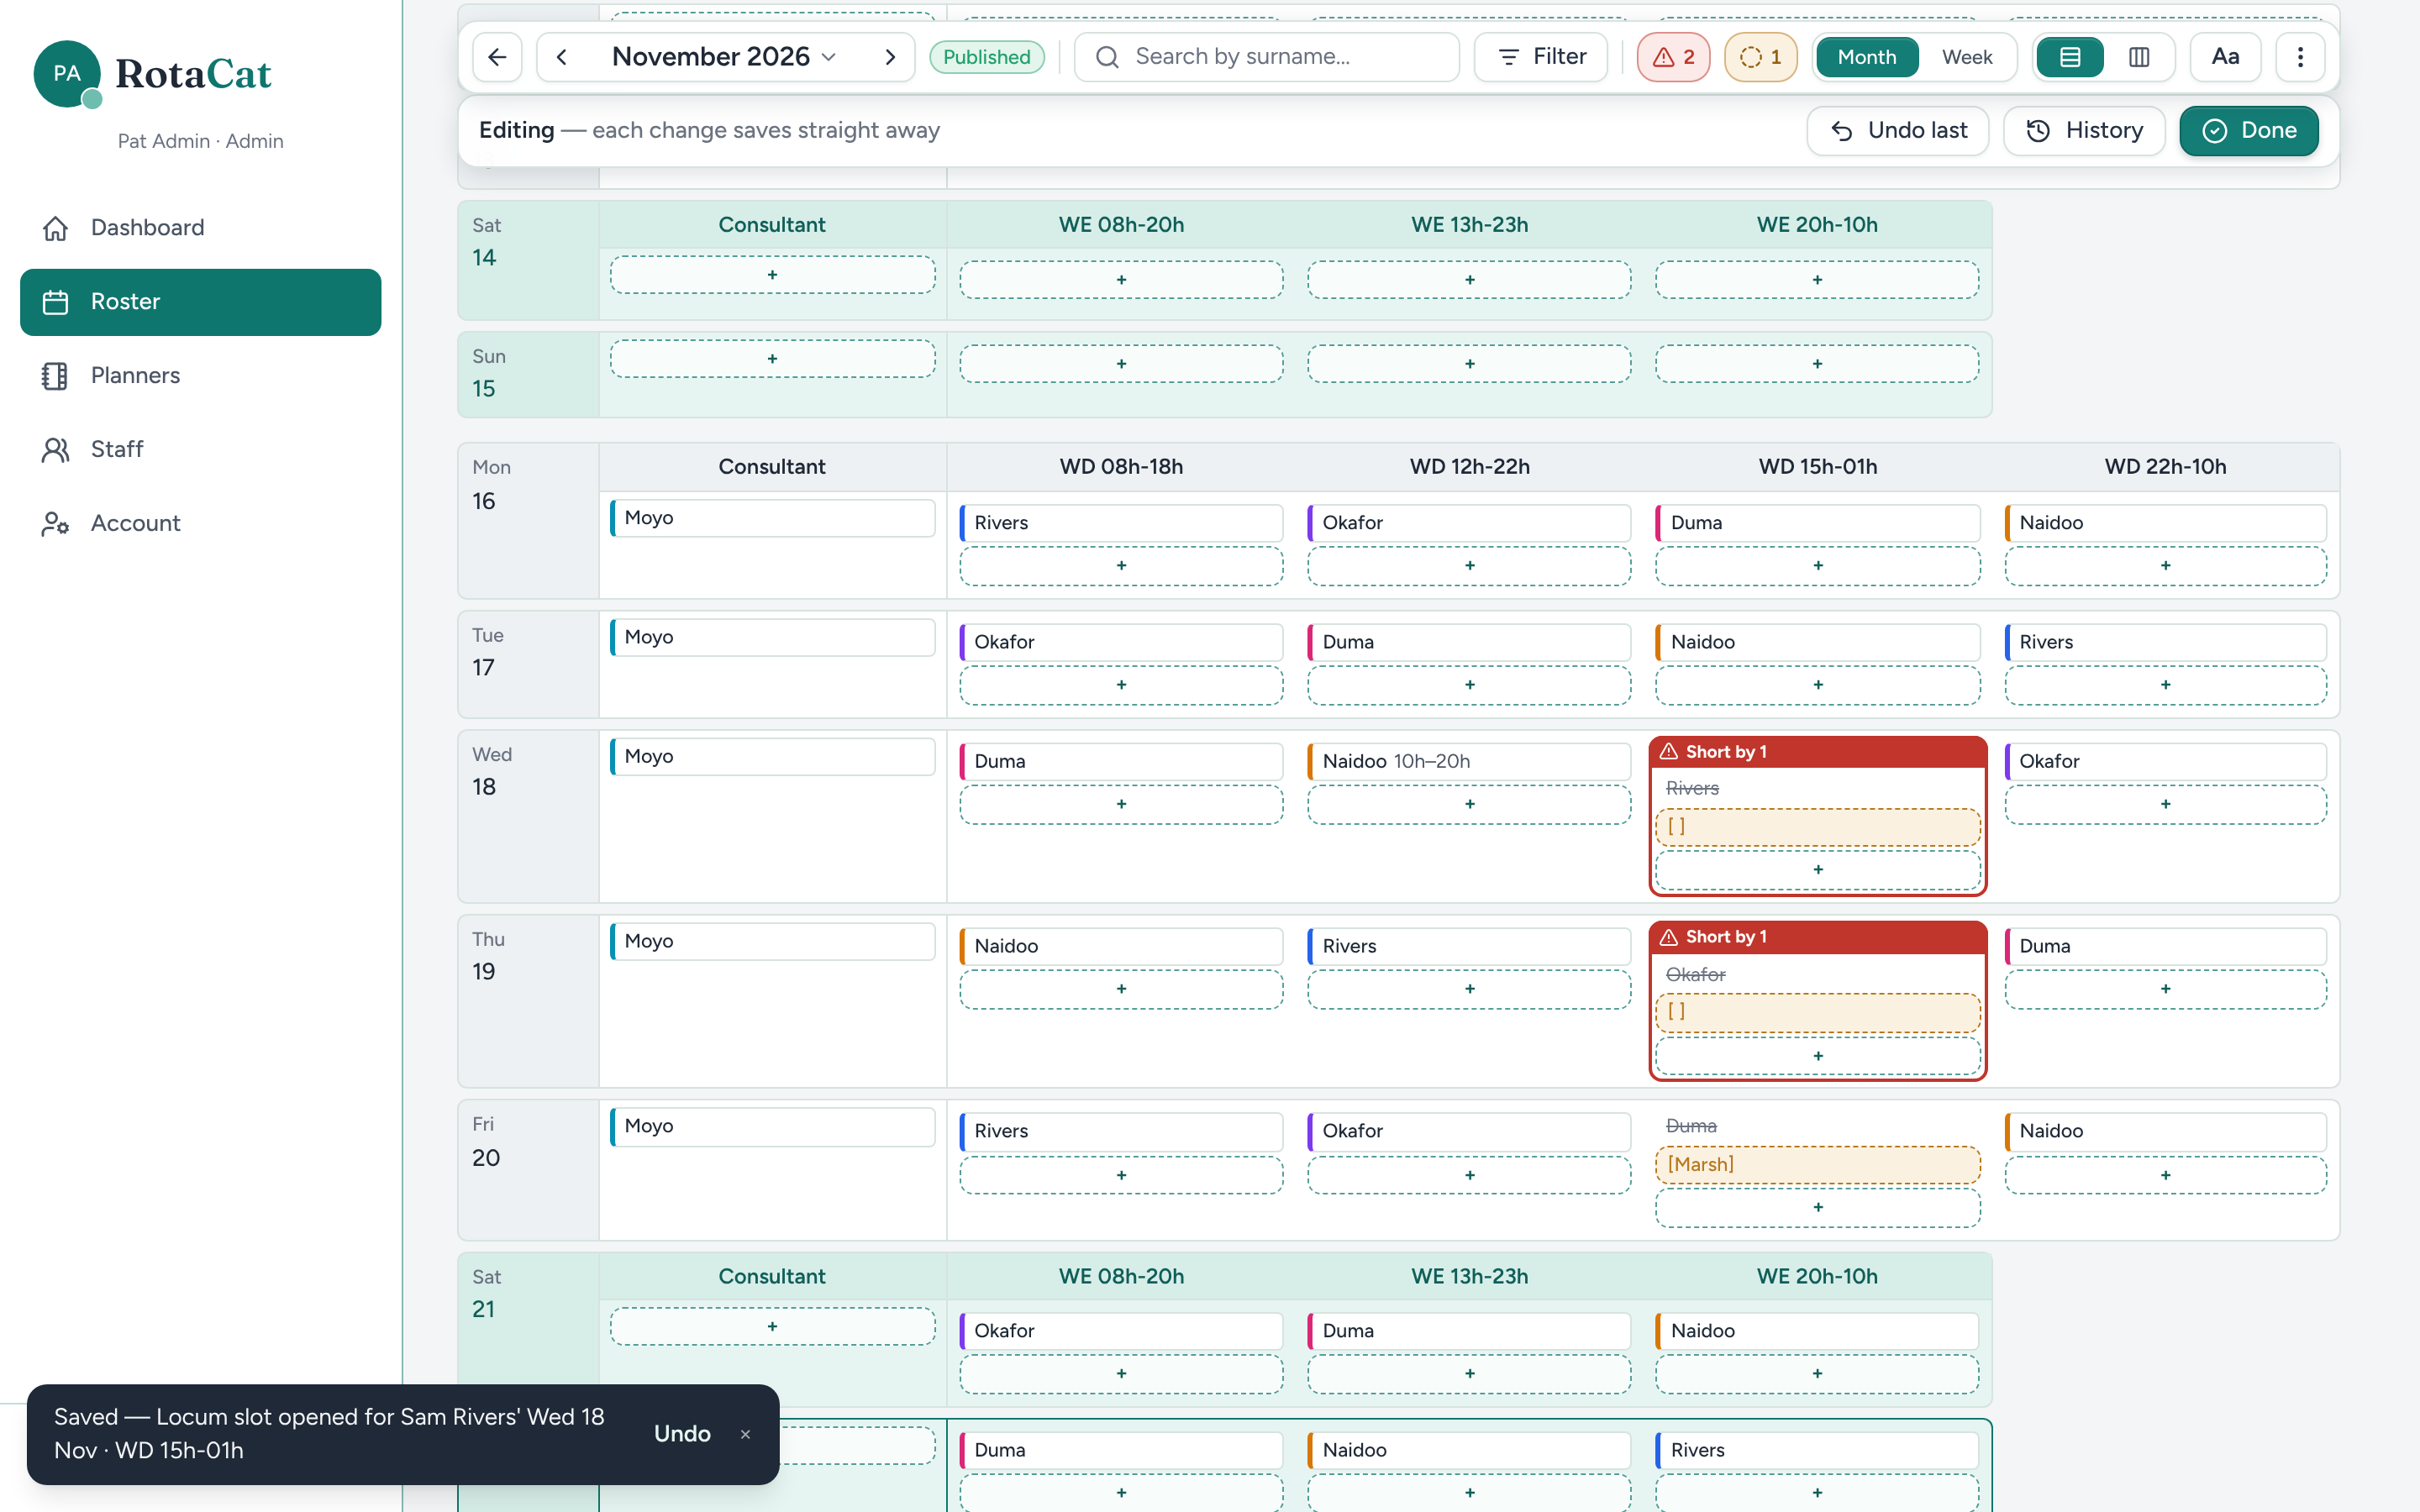 PA
RotaCat
Pat Admin · Admin
Dashboard
Roster
Planners
Staff
Account
November 2026
Published
Search by surname...
Filter
2
1
Month
Week
Aa
Editing — each change saves straight away
Undo last
History
Done
Sat
14
Consultant
WE 08h-20h
WE 13h-23h
WE 20h-10h
+
+
+
+
Sun
15
+
+
+
+
Mon
16
Consultant
WD 08h-18h
WD 12h-22h
WD 15h-01h
WD 22h-10h
Moyo
Rivers
Okafor
Duma
Naidoo
+
+
+
+
Tue
17
Moyo
Okafor
Duma
Naidoo
Rivers
+
+
+
+
Wed
18
Moyo
Duma
Naidoo 10h–20h
Short by 1
Rivers
[ ]
+
Okafor
+
+
+
Thu
19
Moyo
Naidoo
Rivers
Short by 1
Okafor
[ ]
+
Duma
+
+
+
Fri
20
Moyo
Rivers
Okafor
Duma
[Marsh]
+
Naidoo
+
+
+
Sat
21
Consultant
WE 08h-20h
WE 13h-23h
WE 20h-10h
+
Okafor
Duma
Naidoo
+
+
+
Duma
Naidoo
Rivers
+
+
+
Saved — Locum slot opened for Sam Rivers' Wed 18
Nov · WD 15h-01h
Undo
×